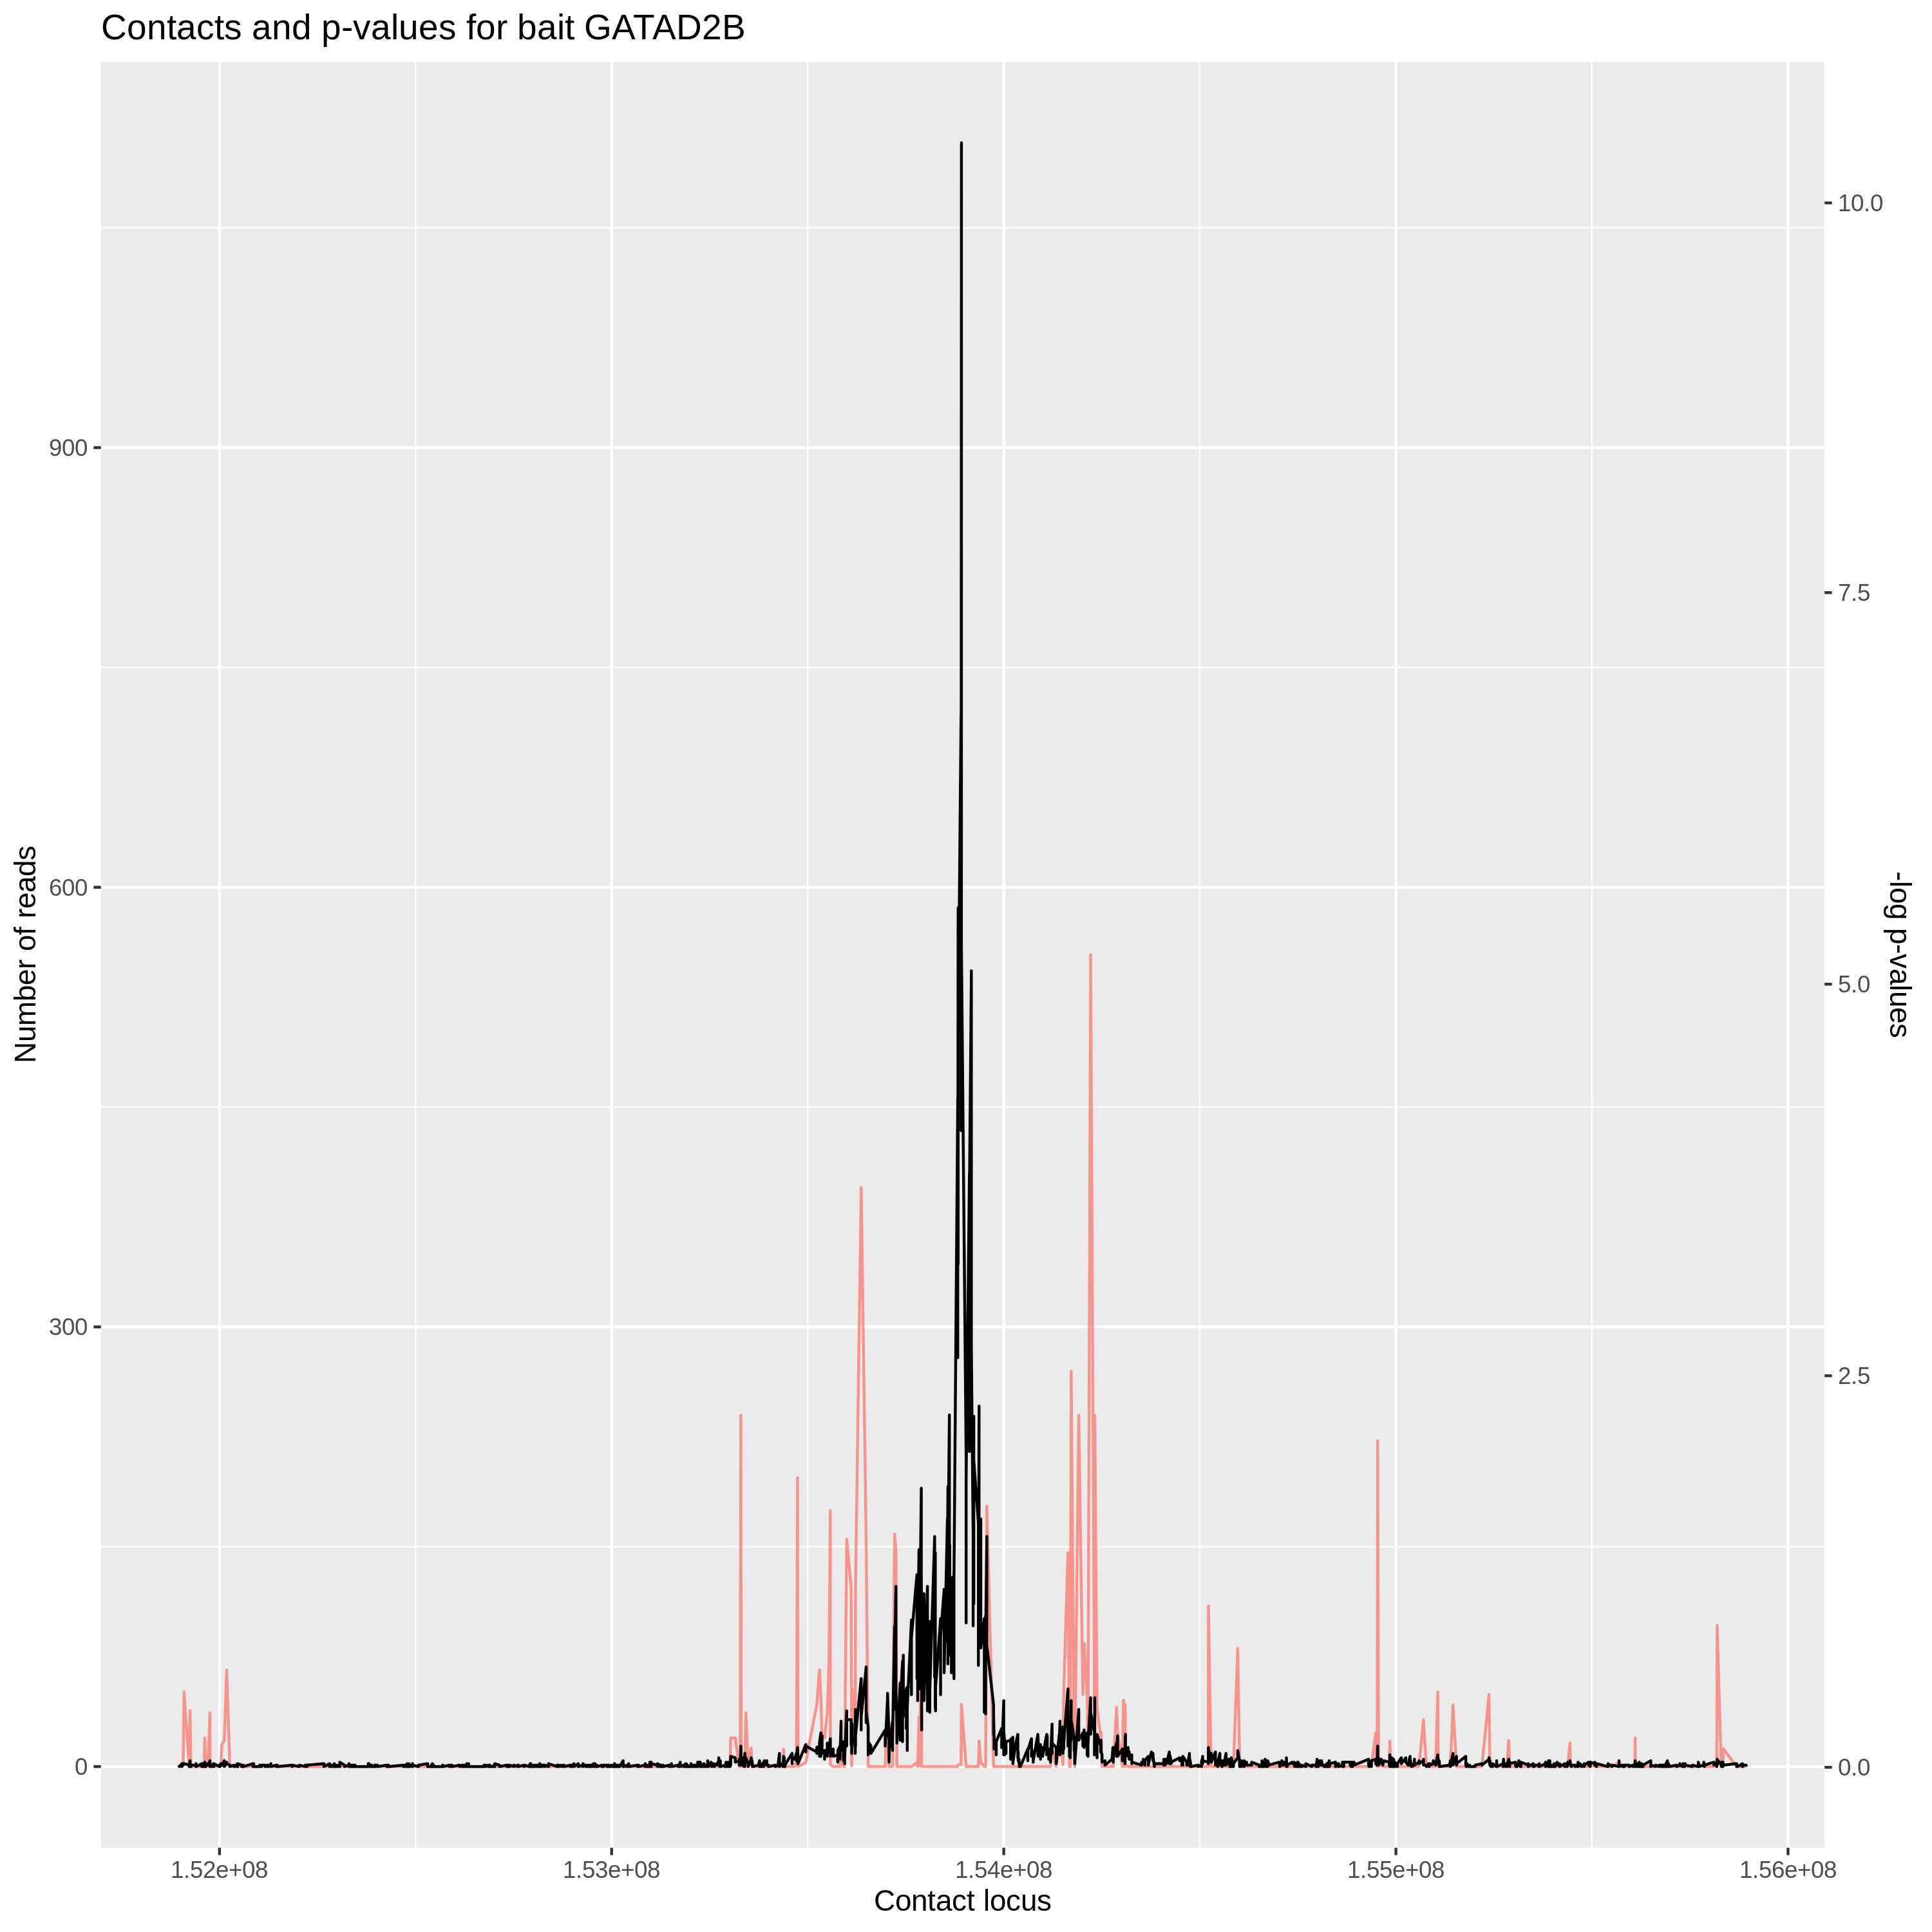 Contacts and p-values for bait GATAD2B
Number of reads
900
600
300
0
10.0
7.5
5.0
2.5
0.0
-log p-values
1.52e+08
1.53e+08
1.54e+08
1.55e+08
1.56e+08
Contact locus